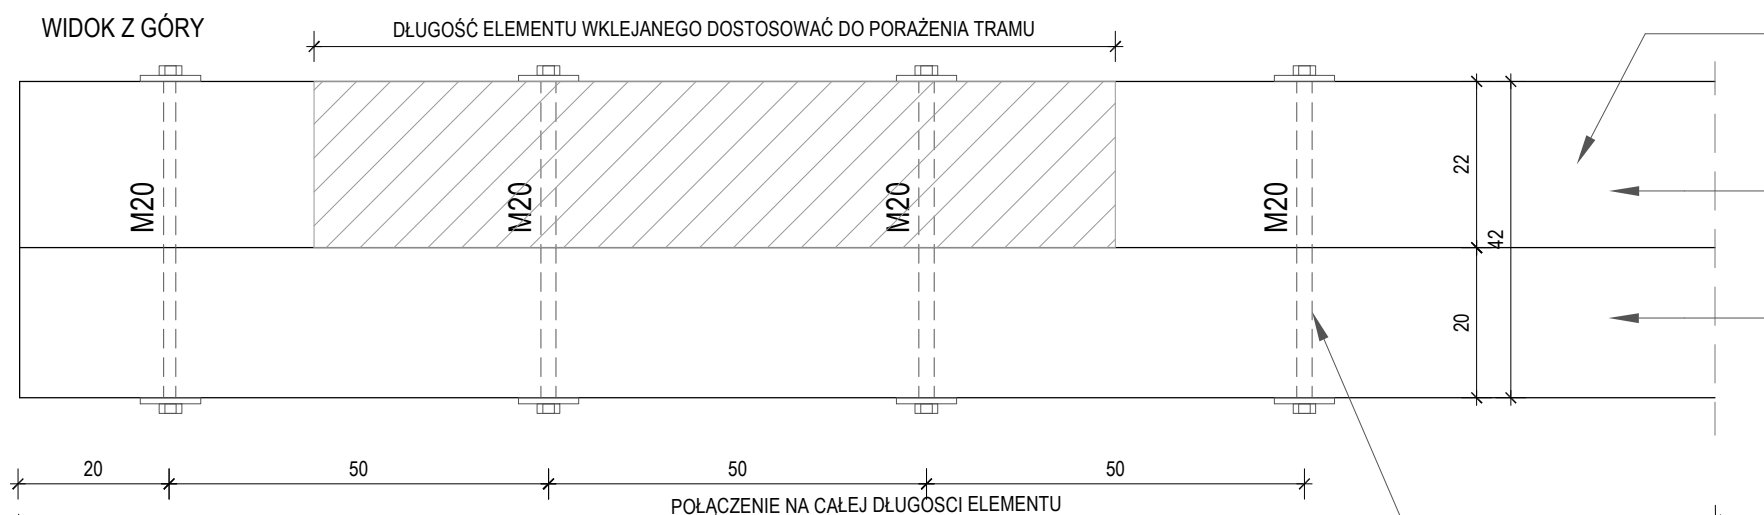 WIDOK Z GÓRY
DŁUGOŚĆ ELEMENTU WKLEJANEGO DOSTOSOWAĆ DO PORAŻENIA TRAMU
M20
M20
M20
M20
22
42
20
20
50
50
50
POŁĄCZENIE NA CAŁEJ DŁUGOSCI ELEMENTU